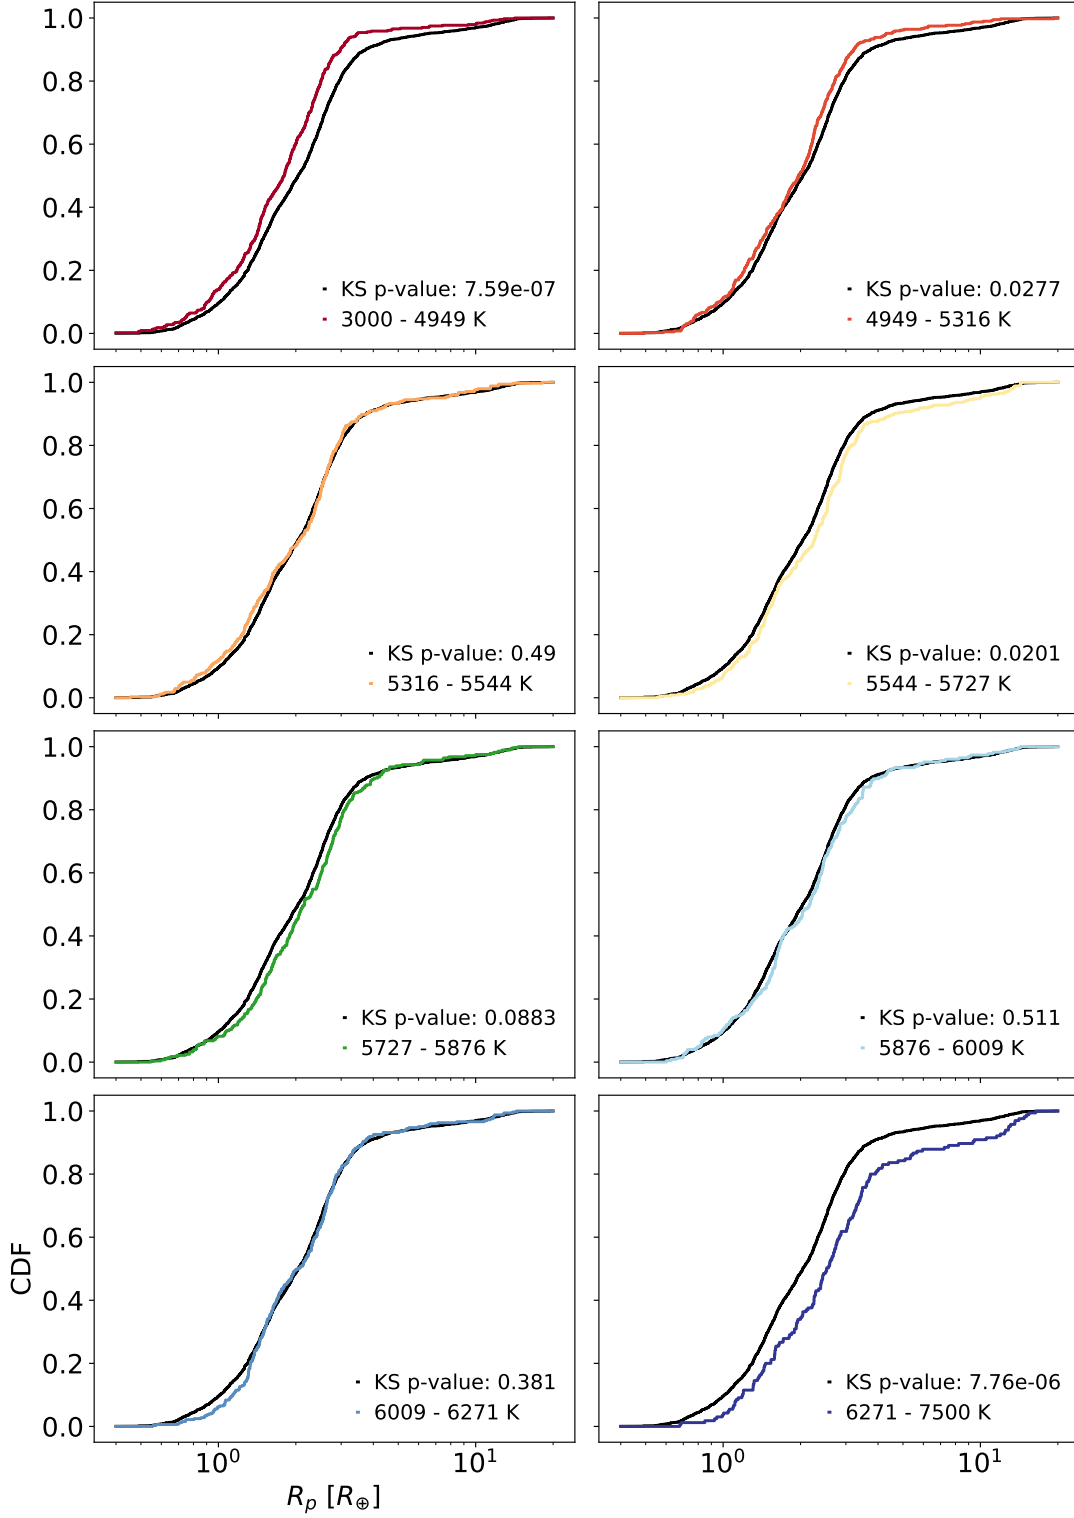 1.0
0.8
0.6
0.4
0.2
0.0
KS p-value: 7.59e-07
3000 - 4949 K
KS p-value: 0.0277
4949 - 5316 K
1.0
0.8
0.6
0.4
0.2
0.0
KS p-value: 0.49
5316 - 5544 K
KS p-value: 0.0201
5544 - 5727 K
1.0
0.8
0.6
0.4
0.2
0.0
KS p-value: 0.0883
5727 - 5876 K
KS p-value: 0.511
5876 - 6009 K
1.0
0.8
0.6
0.4
0.2
0.0
CDF
KS p-value: 0.381
6009 - 6271 K
KS p-value: 7.76e-06
6271 - 7500 K
10⁰ 10¹
10⁰ 10¹
Rₚ [R⊕]